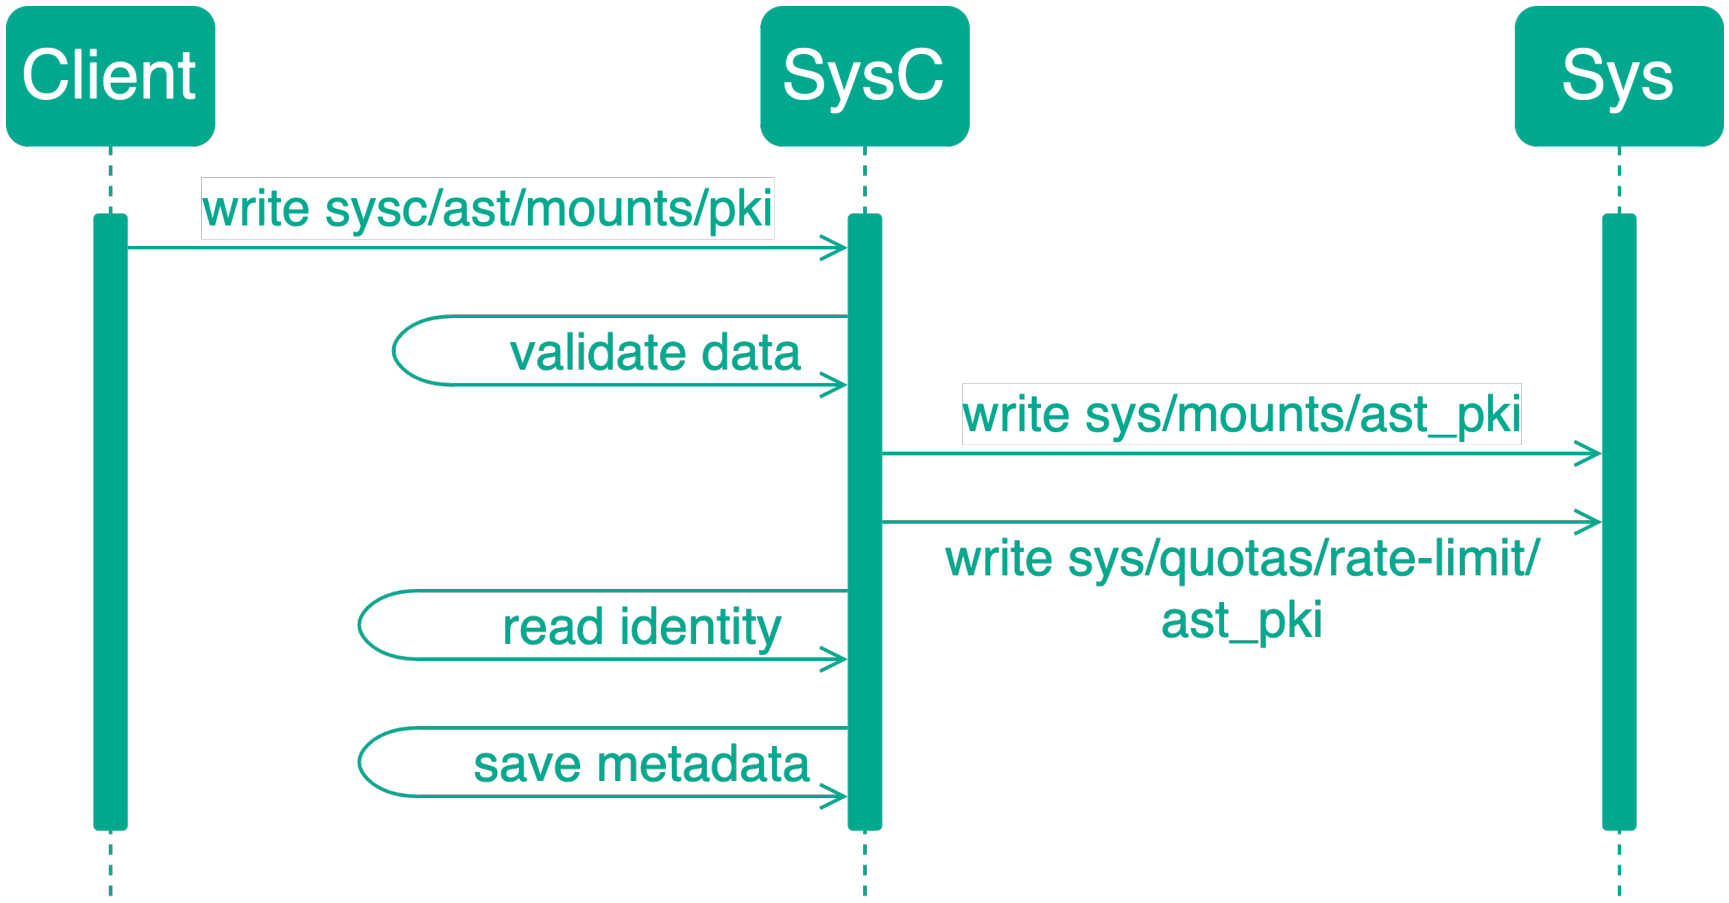 Client
SysC
Sys
write sysc/ast/mounts/pki
validate data
write sys/mounts/ast_pki
write sys/quotas/rate-limit/
ast_pki
read identity
save metadata